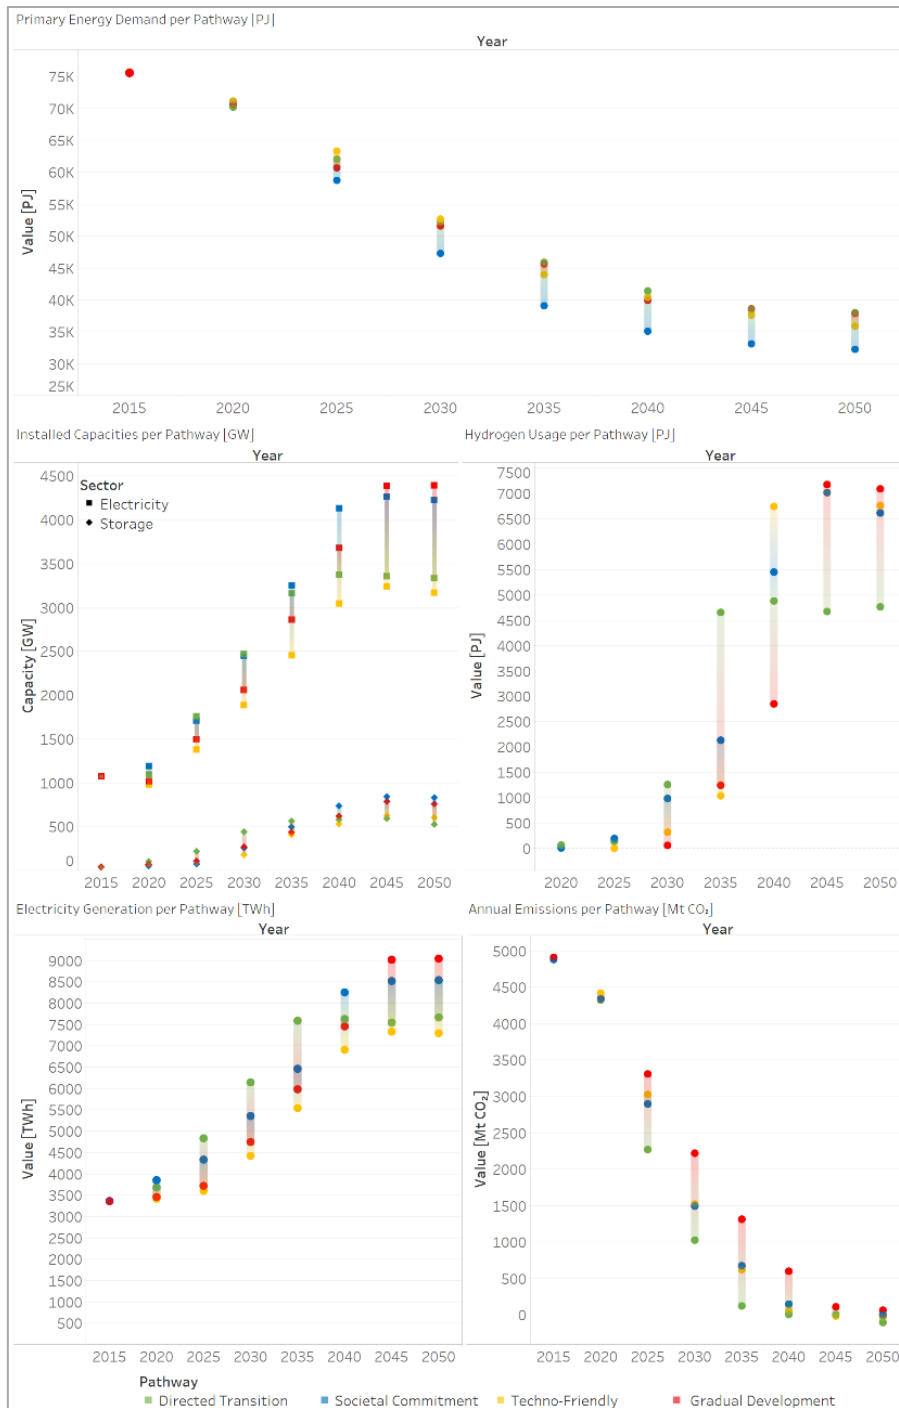 Primary Energy Demand per Pathway [PJ]
Year
75K
70K
65K
60K
55K
50K
45K
40K
35K
30K
25K
Value [PJ]
2015 2020 2025 2030 2035 2040 2045 2050
Installed Capacities per Pathway [GW]
Year
Sector
Electricity
Storage
4500
4000
3500
3000
2500
2000
1500
1000
500
0
Capacity [GW]
2015 2020 2025 2030 2035 2040 2045 2050
Hydrogen Usage per Pathway [PJ]
Year
7500
7000
6500
6000
5500
5000
4500
4000
3500
3000
2500
2000
1500
1000
500
0
Value [PJ]
2020 2025 2030 2035 2040 2045 2050
Electricity Generation per Pathway [TWh]
Year
9000
8500
8000
7500
7000
6500
6000
5500
5000
4500
4000
3500
3000
2500
2000
1500
1000
500
Value [TWh]
2015 2020 2025 2030 2035 2040 2045 2050
Annual Emissions per Pathway [Mt CO₂]
Year
5000
4500
4000
3500
3000
2500
2000
1500
1000
500
0
Value [Mt CO₂]
2015 2020 2025 2030 2035 2040 2045 2050
Pathway
Directed Transition Societal Commitment Techno-Friendly Gradual Development